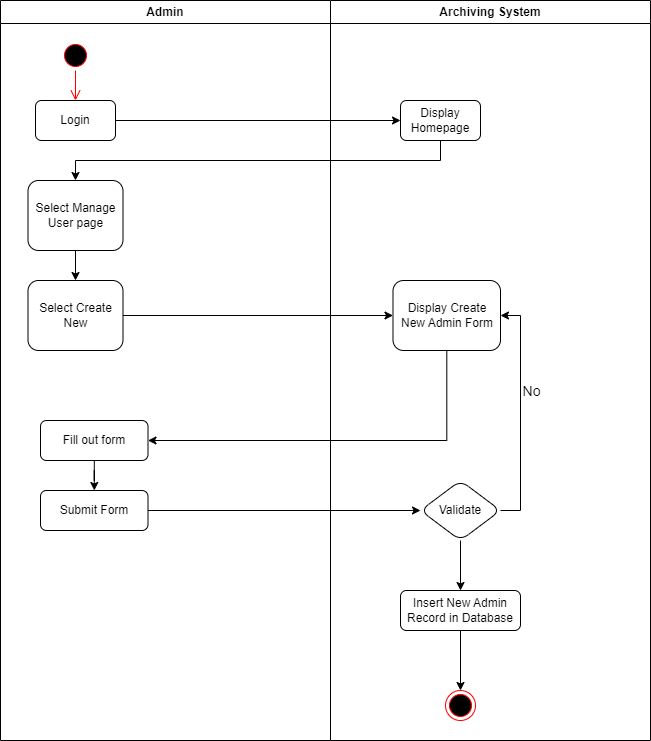 Admin
Archiving System
Login
Display
Homepage
Select Manage
User page
Select Create
New
Display Create
New Admin Form
No
Fill out form
Submit Form
Validate
Insert New Admin
Record in Database